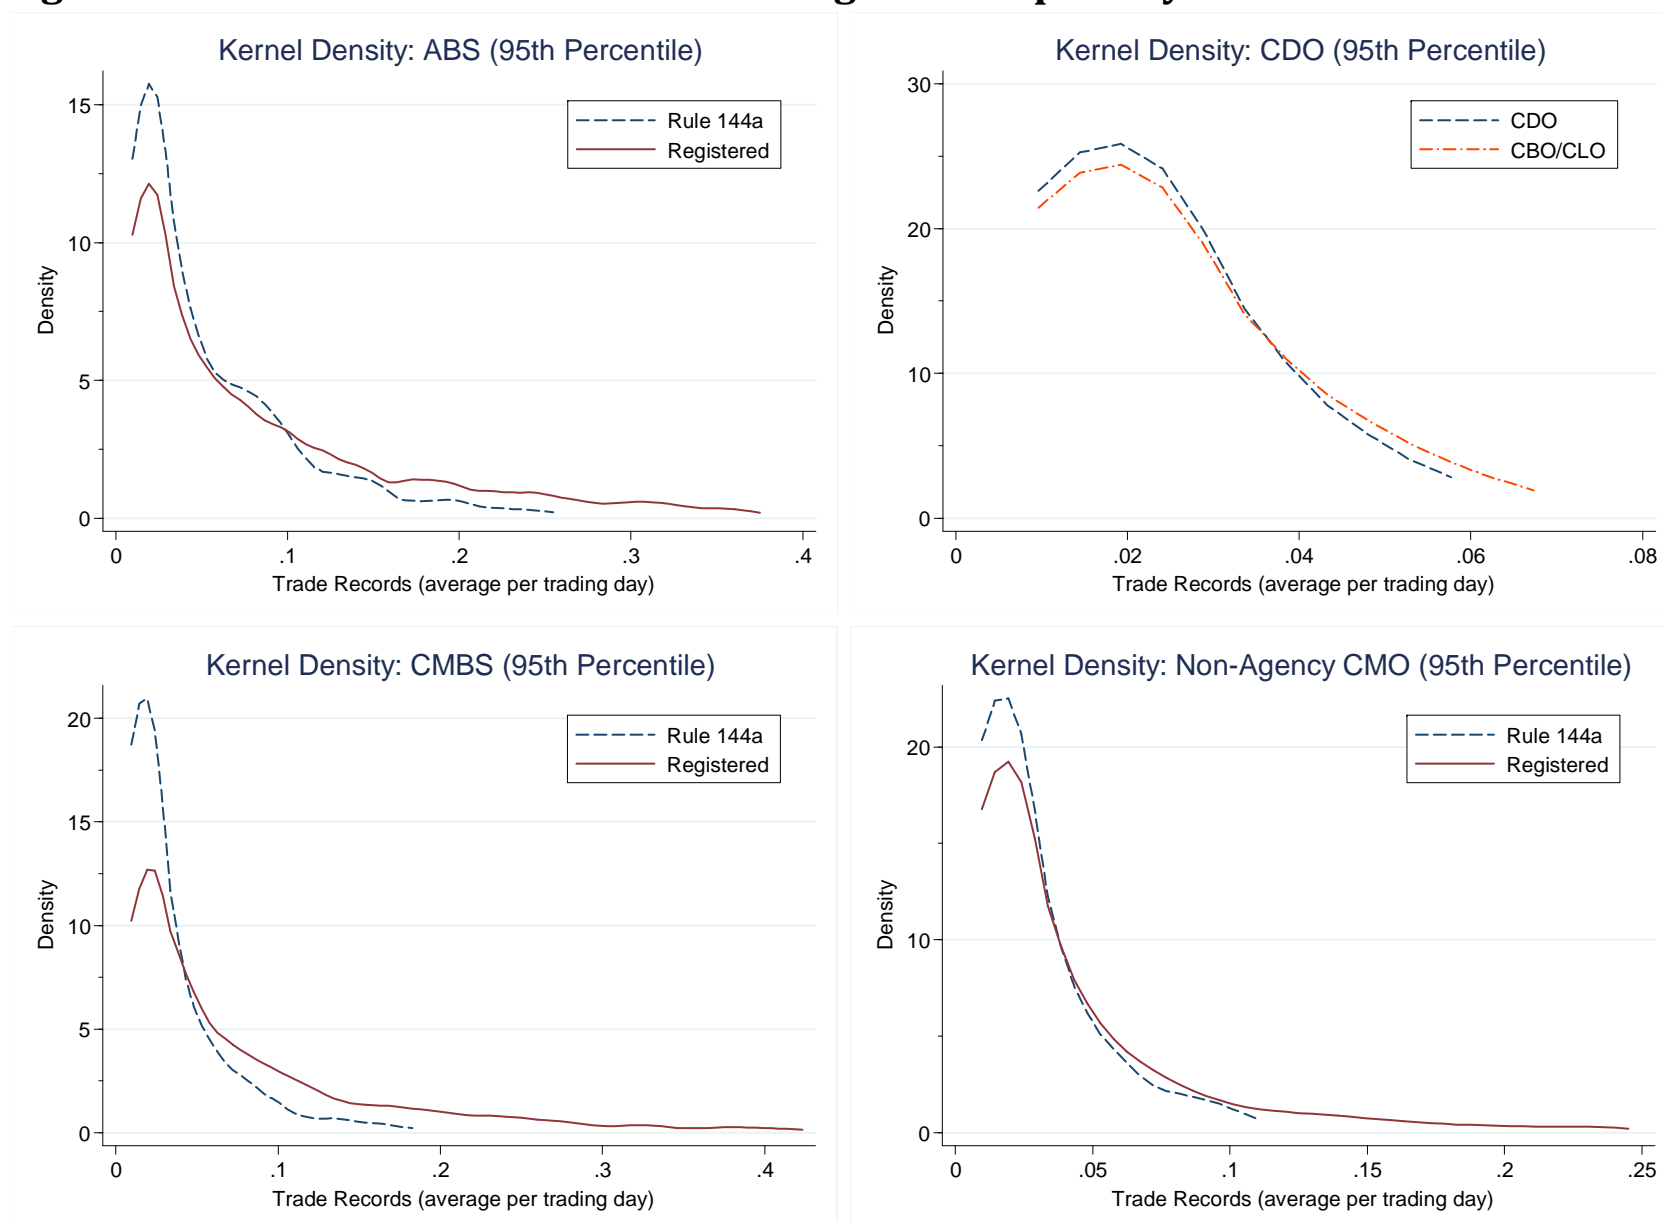 Kernel Density: ABS (95th Percentile)
15
10
5
0
Density
Rule 144a
Registered
0 .1 .2 .3 .4
Trade Records (average per trading day)
Kernel Density: CDO (95th Percentile)
30
20
10
0
Density
CDO
CBO/CLO
0 .02 .04 .06 .08
Trade Records (average per trading day)
Kernel Density: CMBS (95th Percentile)
20
15
10
5
0
Density
Rule 144a
Registered
0 .1 .2 .3 .4
Trade Records (average per trading day)
Kernel Density: Non-Agency CMO (95th Percentile)
20
10
0
Density
Rule 144a
Registered
0 .05 .1 .15 .2 .25
Trade Records (average per trading day)